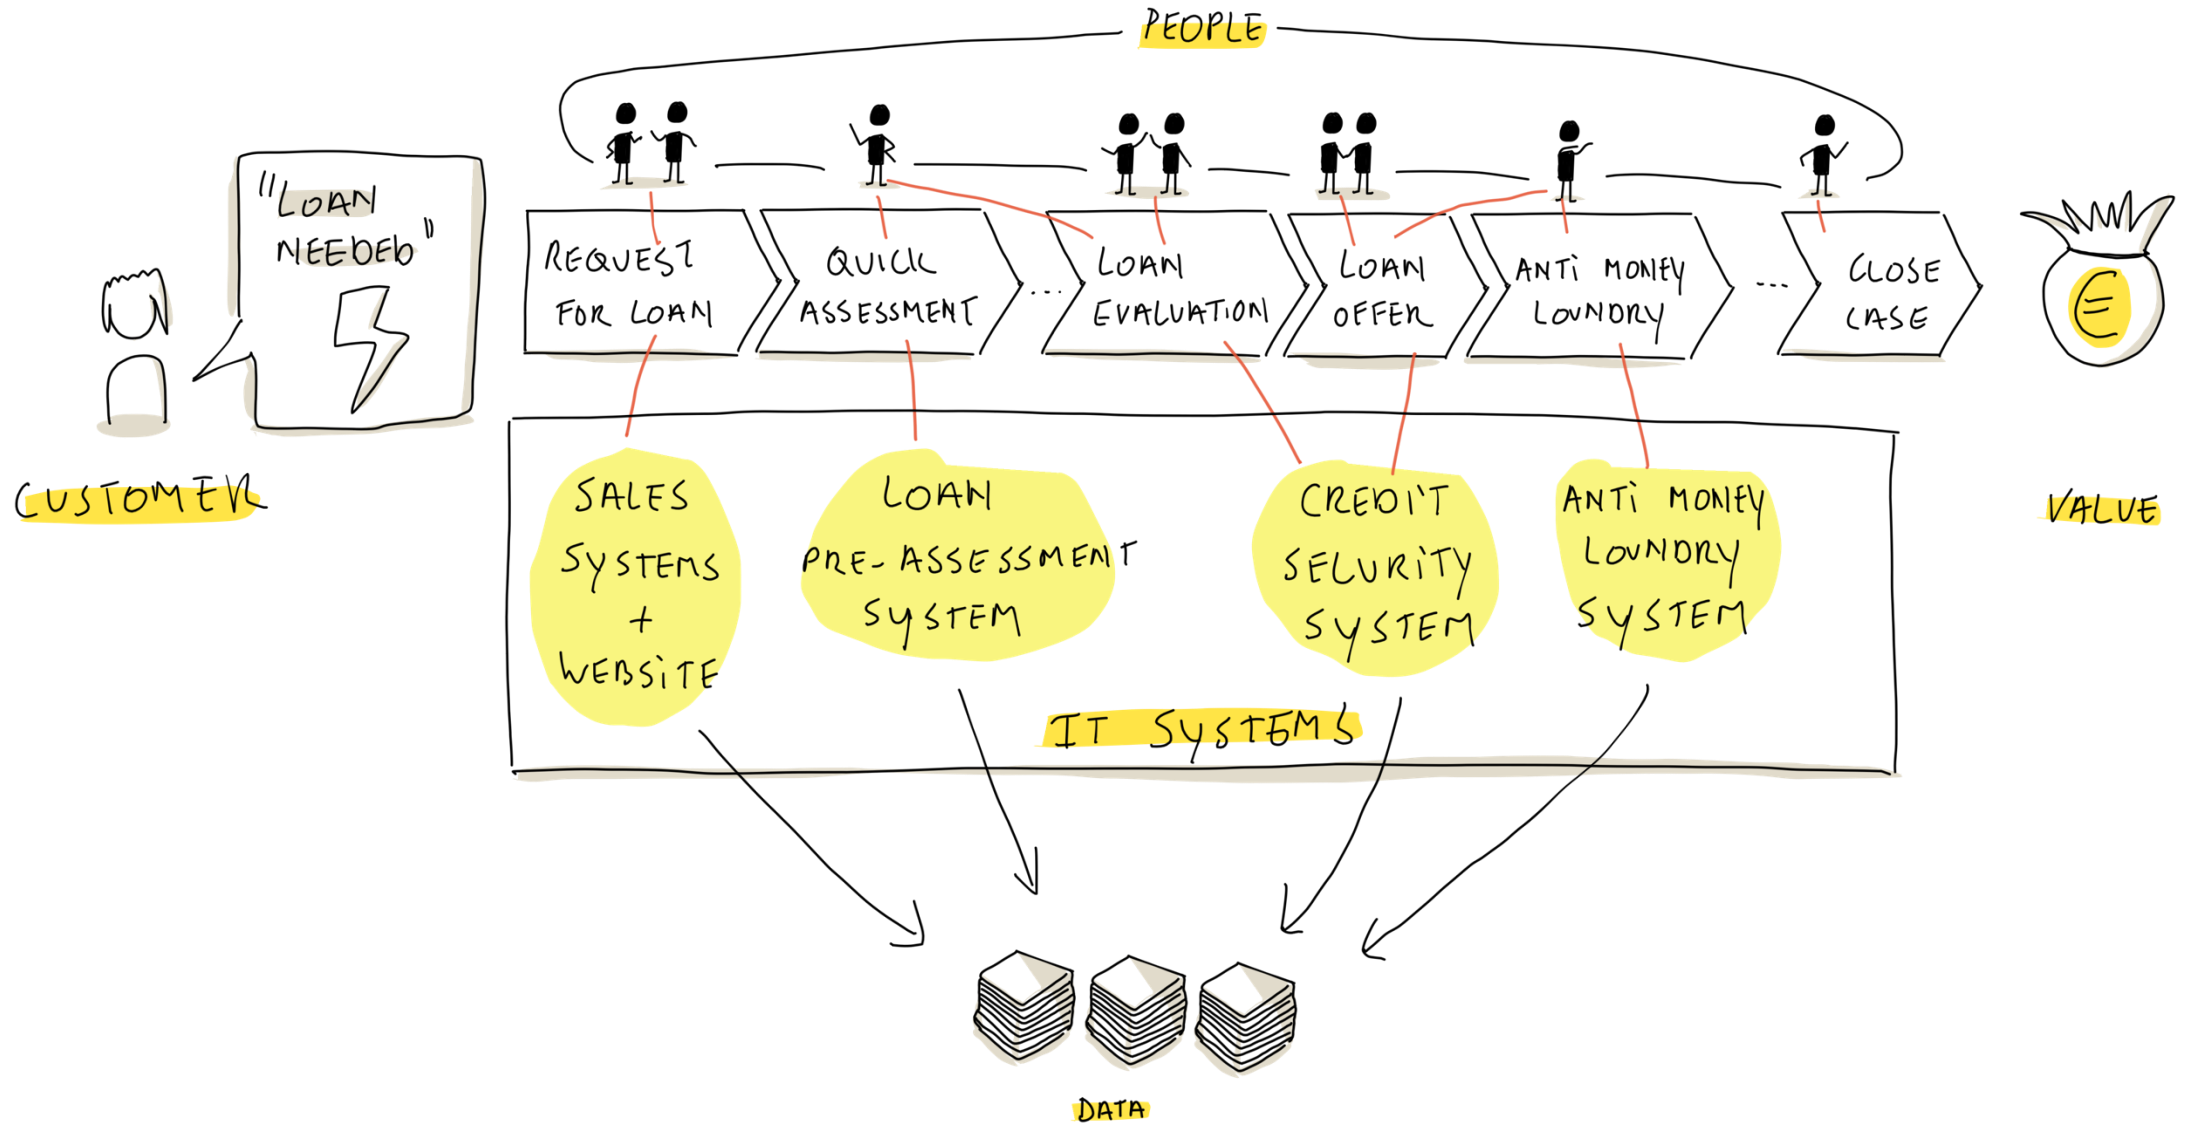 PEOPLE
"LOAN
NEEDED"
CUSTOMER
REQUEST
FOR LOAN
QUICK
ASSESSMENT
...
LOAN
EVALUATION
LOAN
OFFER
ANTI MONEY
LOUNDRY
...
CLOSE
CASE
€
VALUE
SALES
SYSTEMS
+
WEBSITE
LOAN
PRE-ASSESSMENT
SYSTEM
CREDIT
SECURITY
SYSTEM
ANTI MONEY
LOUNDRY
SYSTEM
IT SYSTEMS
DATA